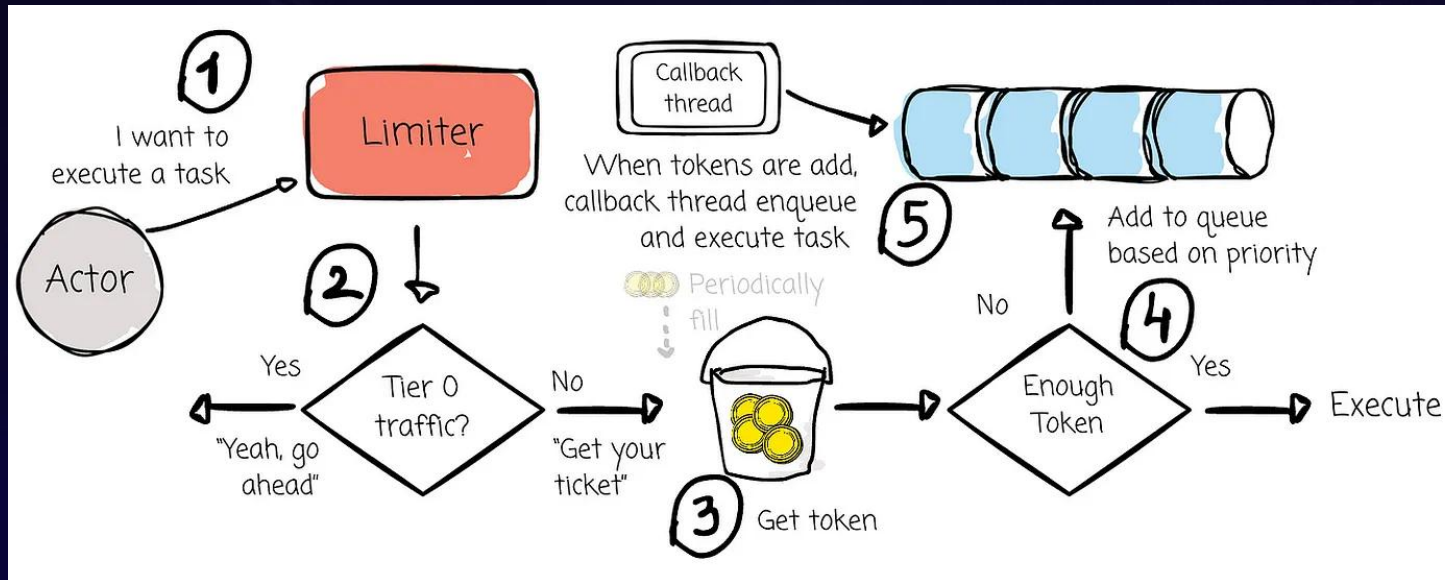 1
I want to
execute a task
Actor
Limiter
2
Tier 0
traffic?
Yes
"Yeah, go
ahead"
No
"Get your
ticket"
Periodically
fill
3
Get token
Enough
Token
4
Yes
Execute
No
Add to queue
based on priority
5
Callback
thread
When tokens are add,
callback thread enqueue
and execute task